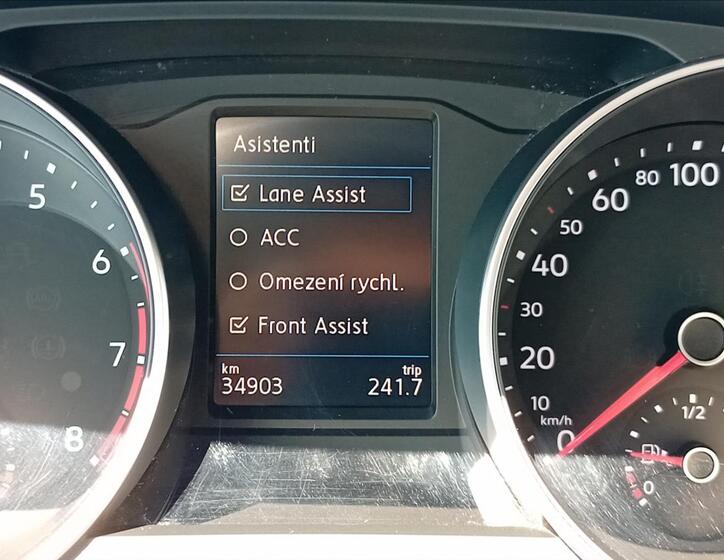 Asistenti
Lane Assist
ACC
Omezení rychl.
Front Assist
km trip
34903 241.7
5
6
7
8
100
80
60
50
40
30
20
10
km/h
0
1/2
0